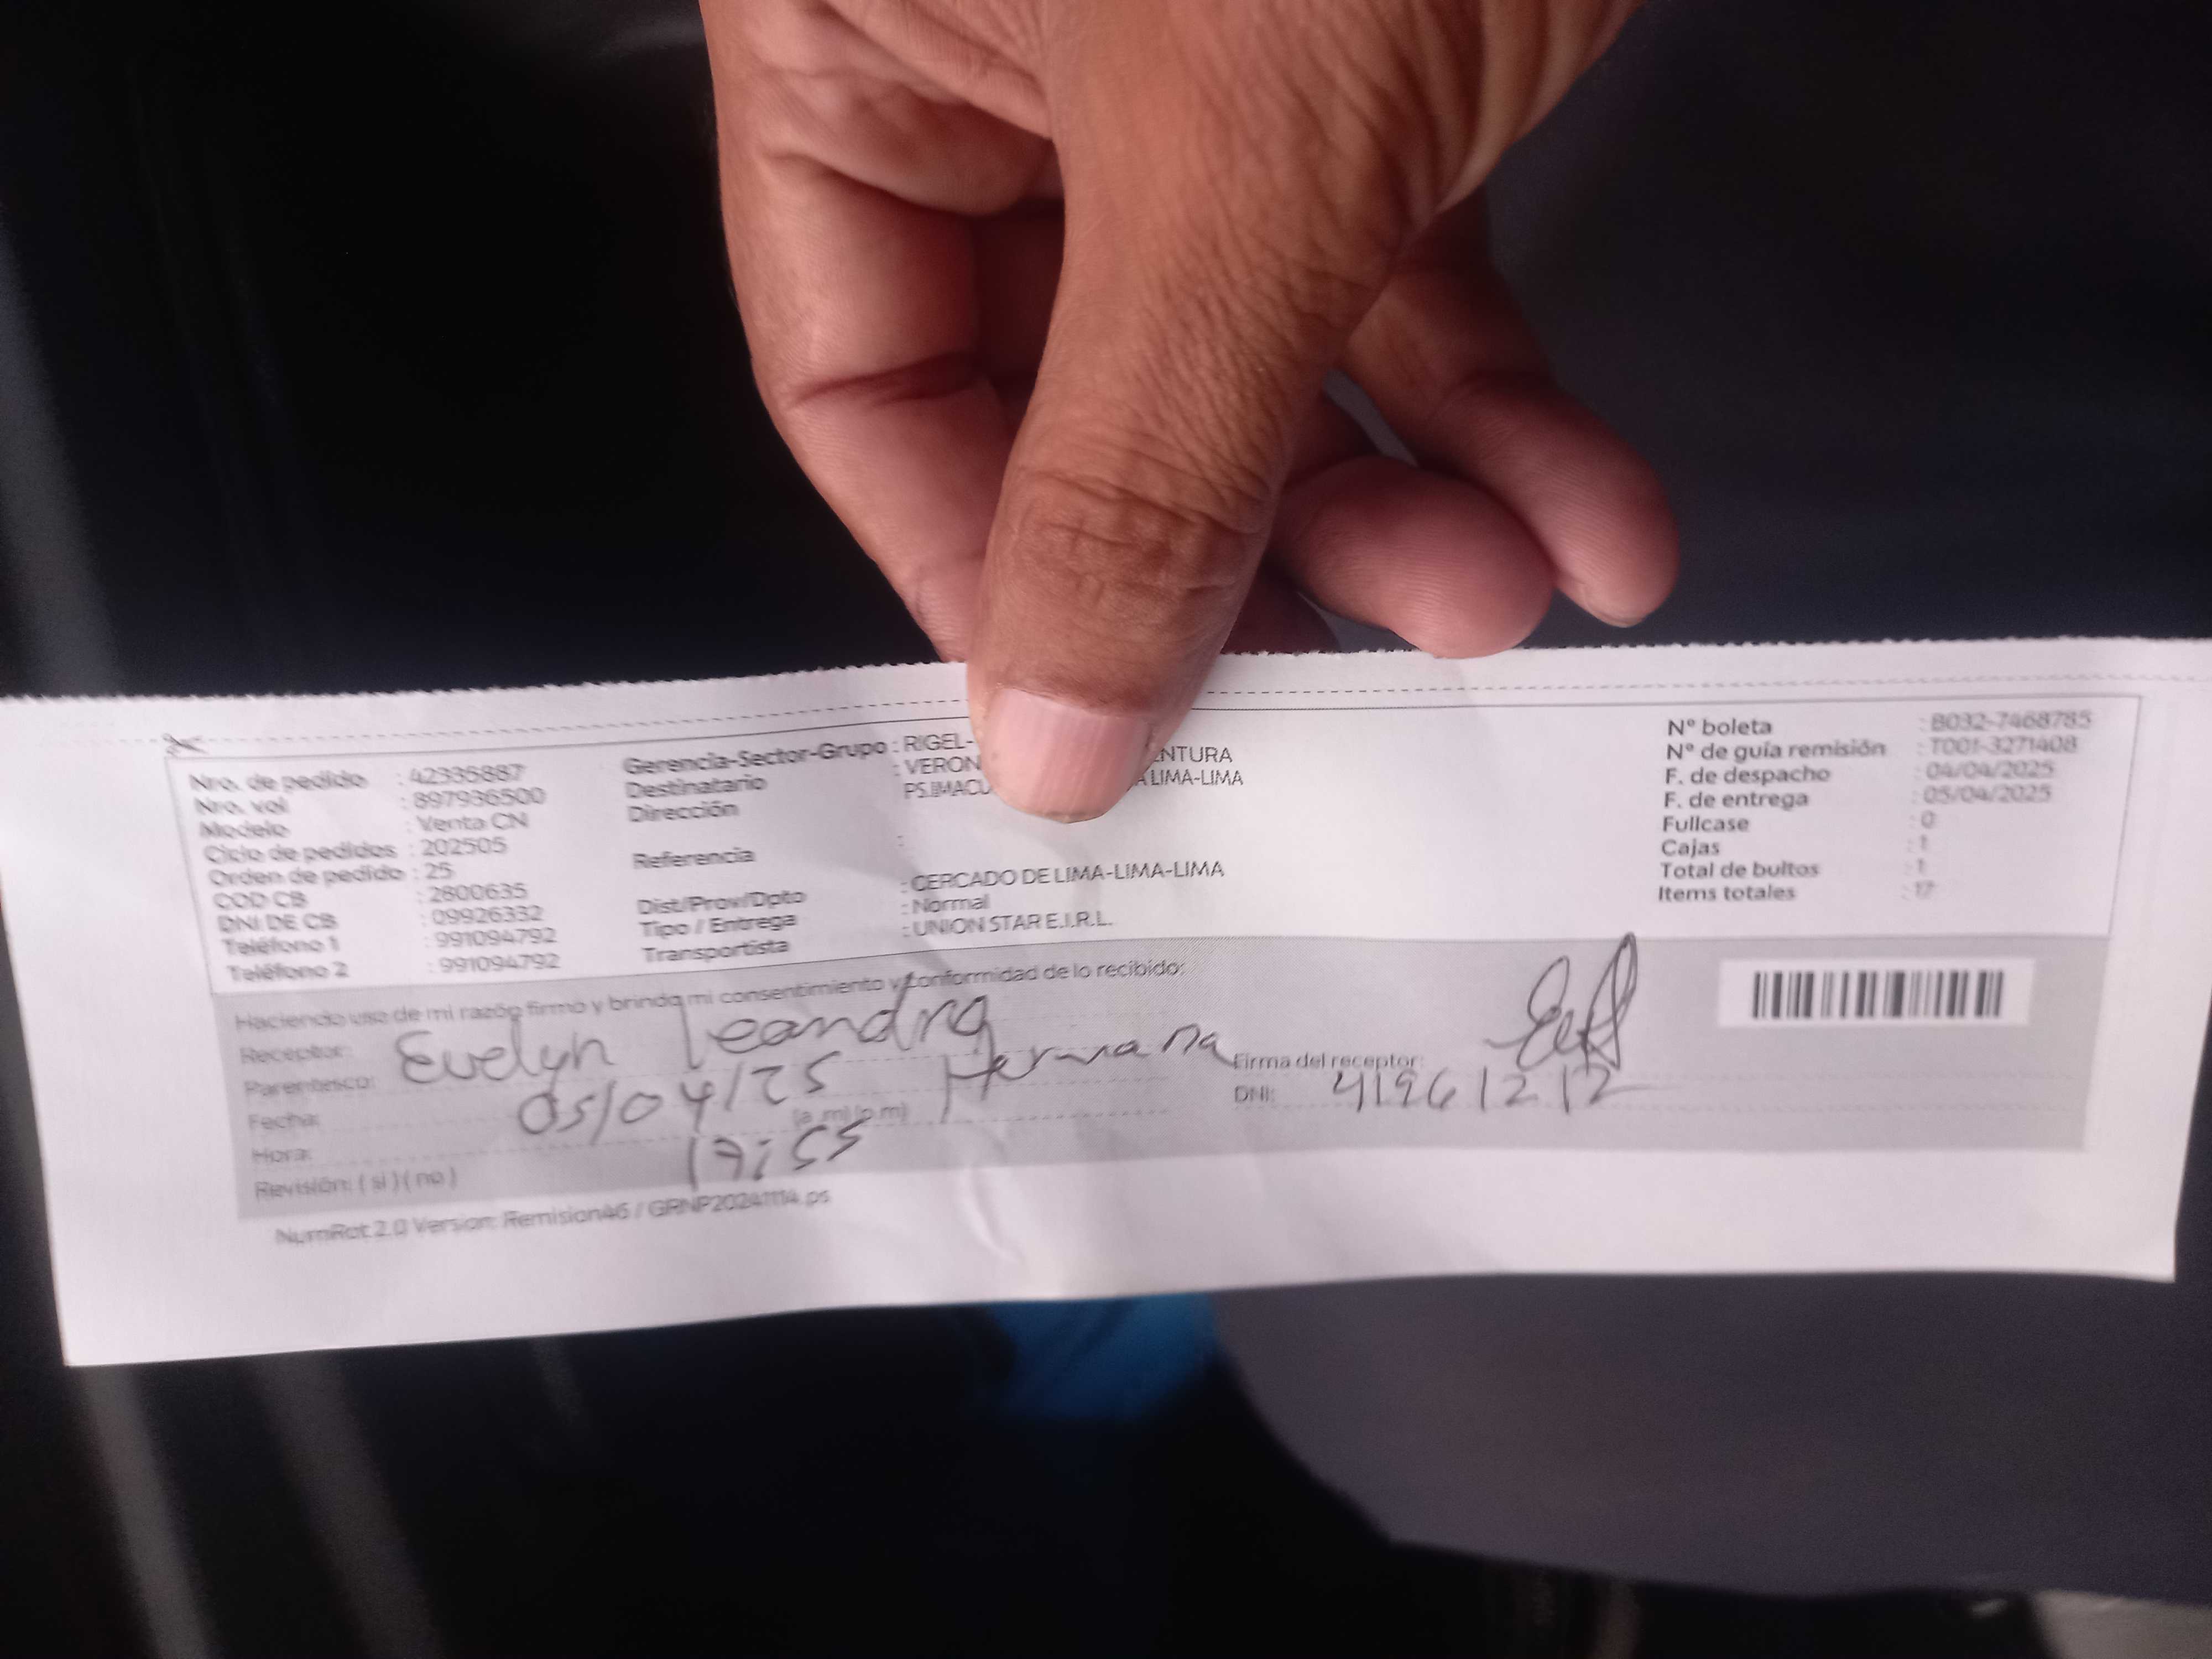 Nro. de pedido : 42335887
Nro. vol : 897936500
Modelo : Venta CN
Ciclo de pedidos : 202505
Orden de pedido : 25
COD CB : 2800635
DNI DE CB : 09926332
Teléfono 1 : 991094792
Teléfono 2 : 991094792
Gerencia-Sector-Grupo : RIGEL-
Destinatario : VERON ENTURA
Dirección PS.IMACU A LIMA-LIMA
Referencia :
Dist/Prov/Dpto : CERCADO DE LIMA-LIMA-LIMA
Tipo / Entrega : Normal
Transportista : UNION STAR E.I.R.L.
Nº boleta : B032-7468785
Nº de guía remisión : T001-3271408
F. de despacho : 04/04/2025
F. de entrega : 05/04/2025
Fullcase : 0
Cajas : 1
Total de bultos : 1
Items totales : 17
Haciendo uso de mi razón firmo y brindo mi consentimiento y conformidad de lo recibido:
Receptor: Evelyn Leandro
Parentesco: Hermana
Fecha: 05/04/25
Hora: (a.m) (p.m)
Revisión: ( si ) ( no )
Firma del receptor:
DNI: 41961212
NumRot 2.0 Version: Remision46 / GRNP20241114.ps